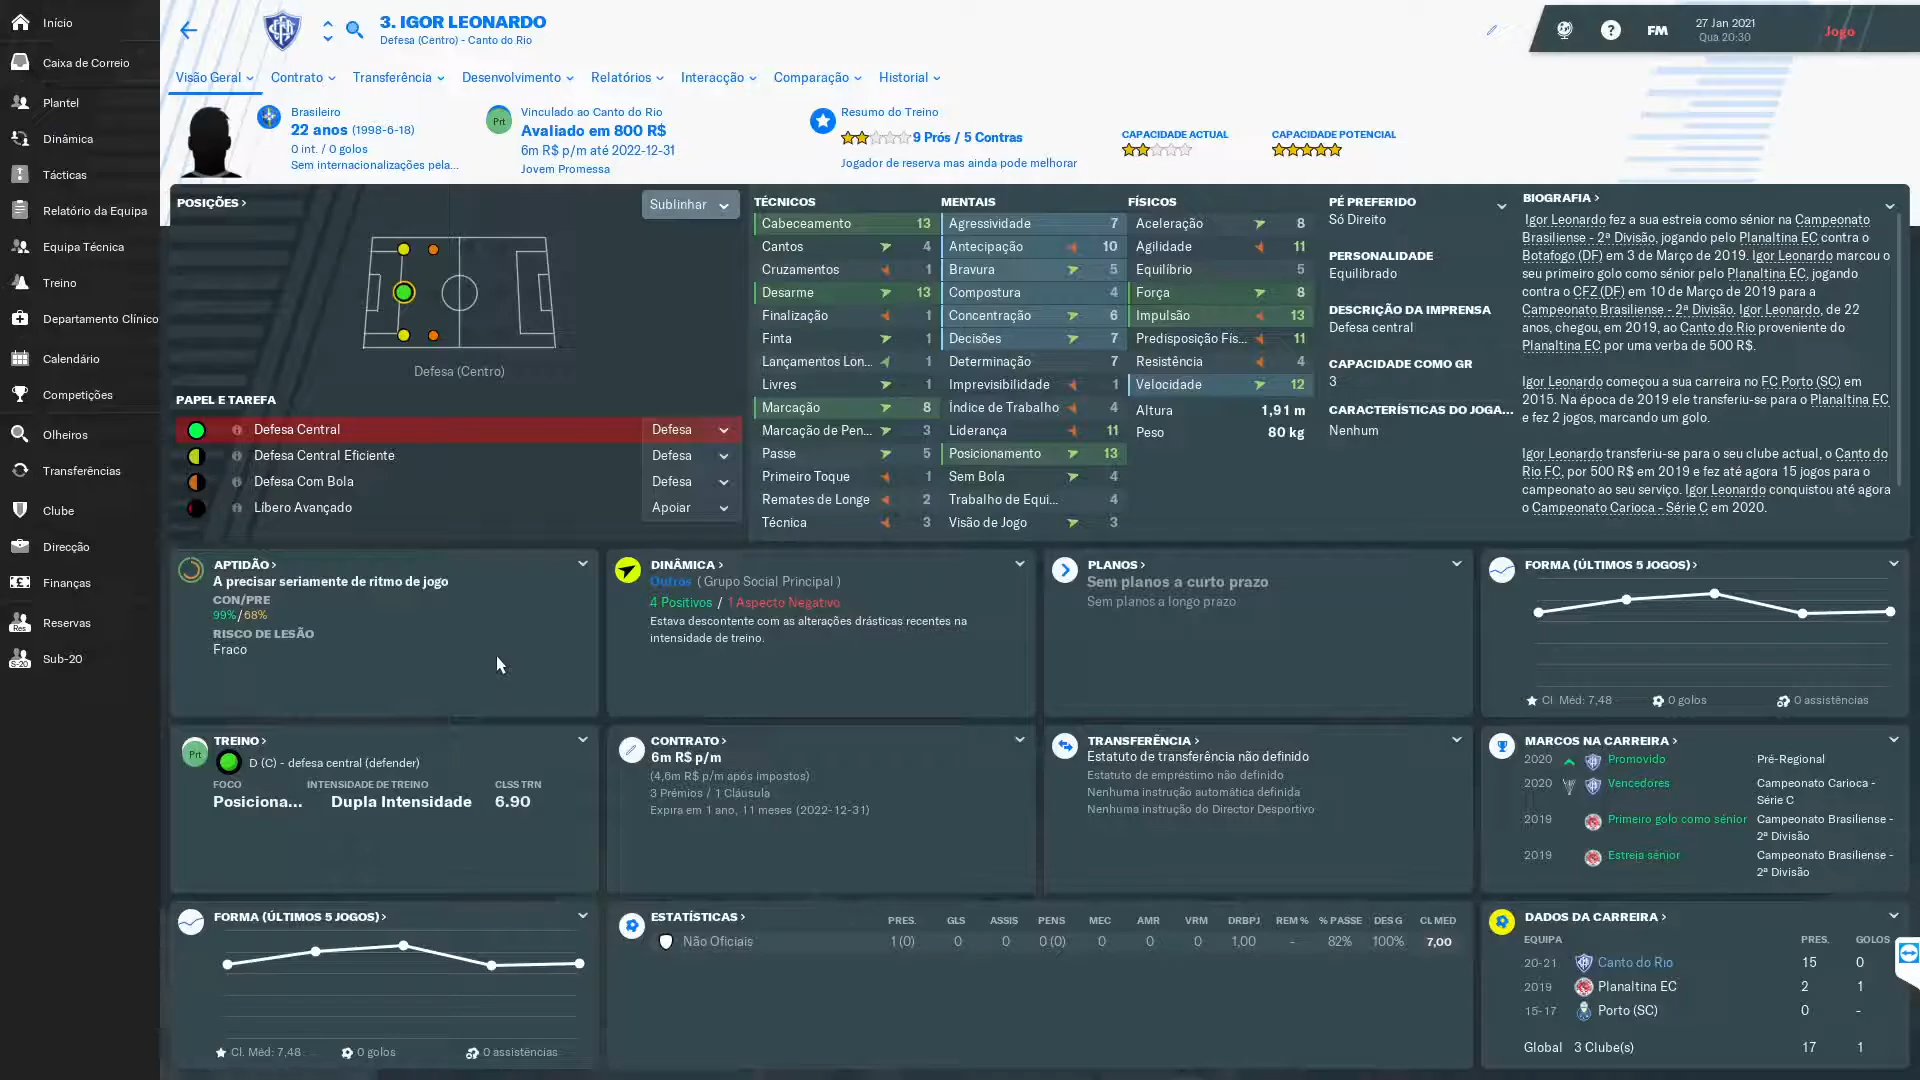 Início
Caixa de Correio
Plantel
Dinâmica
Tácticas
Relatório da Equipa
Equipa Técnica
Treino
Departamento Clínico
Calendário
Competições
Olheiros
Transferências
Clube
Direcção
Finanças
Reservas
Sub-20
3. IGOR LEONARDO
Defesa (Centro) - Canto do Rio
FM
27 Jan 2021
Qua 20:30
Jogo
Visão Geral
Contrato
Transferência
Desenvolvimento
Relatórios
Interacção
Comparação
Historial
Brasileiro
22 anos (1998-6-18)
0 int. / 0 golos
Sem internacionalizações pela...
Prt
Vinculado ao Canto do Rio
Avaliado em 800 R$
6m R$ p/m até 2022-12-31
Jovem Promessa
Resumo do Treino
9 Prós / 5 Contras
Jogador de reserva mas ainda pode melhorar
CAPACIDADE ACTUAL
CAPACIDADE POTENCIAL
POSIÇÕES
Sublinhar
Defesa (Centro)
PAPEL E TAREFA
Defesa Central Defesa
Defesa Central Eficiente Defesa
Defesa Com Bola Defesa
Líbero Avançado Apoiar
TÉCNICOS
Cabeceamento 13
Cantos 4
Cruzamentos 1
Desarme 13
Finalização 1
Finta 1
Lançamentos Lon... 1
Livres 1
Marcação 8
Marcação de Pen... 3
Passe 5
Primeiro Toque 1
Remates de Longe 2
Técnica 3
MENTAIS
Agressividade 7
Antecipação 10
Bravura 5
Compostura 4
Concentração 6
Decisões 7
Determinação 7
Imprevisibilidade 1
Índice de Trabalho 4
Liderança 11
Posicionamento 13
Sem Bola 4
Trabalho de Equi... 4
Visão de Jogo 3
FÍSICOS
Aceleração 8
Agilidade 11
Equilíbrio 5
Força 8
Impulsão 13
Predisposição Fís... 11
Resistência 4
Velocidade 12
Altura 1,91 m
Peso 80 kg
PÉ PREFERIDO
Só Direito
PERSONALIDADE
Equilibrado
DESCRIÇÃO DA IMPRENSA
Defesa central
CAPACIDADE COMO GR
3
CARACTERÍSTICAS DO JOGA...
Nenhum
BIOGRAFIA
Igor Leonardo fez a sua estreia como sénior na Campeonato
Brasiliense - 2ª Divisão, jogando pelo Planaltina EC contra o
Botafogo (DF) em 3 de Março de 2019. Igor Leonardo marcou o
seu primeiro golo como sénior pelo Planaltina EC, jogando
contra o CFZ (DF) em 10 de Março de 2019 para a
Campeonato Brasiliense - 2ª Divisão. Igor Leonardo, de 22
anos, chegou, em 2019, ao Canto do Rio proveniente do
Planaltina EC por uma verba de 500 R$.
Igor Leonardo começou a sua carreira no FC Porto (SC) em
2015. Na época de 2019 ele transferiu-se para o Planaltina EC
e fez 2 jogos, marcando um golo.
Igor Leonardo transferiu-se para o seu clube actual, o Canto do
Rio FC, por 500 R$ em 2019 e fez até agora 15 jogos para o
campeonato ao seu serviço. Igor Leonardo conquistou até agora
o Campeonato Carioca - Série C em 2020.
APTIDÃO
A precisar seriamente de ritmo de jogo
CON/PRE
99%/68%
RISCO DE LESÃO
Fraco
DINÂMICA
Outros (Grupo Social Principal)
4 Positivos / 1 Aspecto Negativo
Estava descontente com as alterações drásticas recentes na
intensidade de treino.
PLANOS
Sem planos a curto prazo
Sem planos a longo prazo
FORMA (ÚLTIMOS 5 JOGOS)
Cl. Méd: 7,48 0 golos 0 assistências
TREINO
Prt
D (C) - defesa central (defender)
FOCO INTENSIDADE DE TREINO CLSS TRN
Posiciona... Dupla Intensidade 6.90
CONTRATO
6m R$ p/m
(4,6m R$ p/m após impostos)
3 Prémios / 1 Cláusula
Expira em 1 ano, 11 meses (2022-12-31)
TRANSFERÊNCIA
Estatuto de transferência não definido
Estatuto de empréstimo não definido
Nenhuma instrução automática definida
Nenhuma instrução do Director Desportivo
MARCOS NA CARREIRA
2020 Promovido Pré-Regional
2020 Vencedores Campeonato Carioca -
Série C
2019 Primeiro golo como sénior Campeonato Brasiliense -
2ª Divisão
2019 Estreia sénior Campeonato Brasiliense -
2ª Divisão
FORMA (ÚLTIMOS 5 JOGOS)
Cl. Méd: 7,48 0 golos 0 assistências
ESTATÍSTICAS PRES. GLS ASSIS PENS MEC AMR VRM DRBPJ REM % % PASSE DES G CL MED
Não Oficiais 1 (0) 0 0 0 (0) 0 0 0 1,00 - 82% 100% 7,00
DADOS DA CARREIRA
EQUIPA PRES. GOLOS
20-21 Canto do Rio 15 0
2019 Planaltina EC 2 1
15-17 Porto (SC) 0 -
Global 3 Clube(s) 17 1